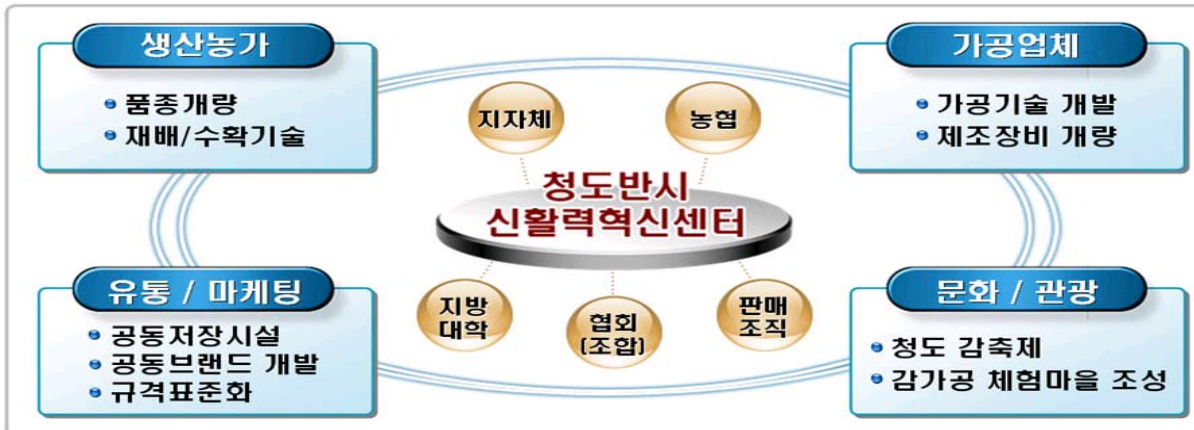 생산농가
품종개량
재배/수확기술
가공업체
가공기술 개발
제조장비 개량
지자체
농협
청도반시
신활력혁신센터
지방
대학
협회
(조합)
판매
조직
유통 / 마케팅
공동저장시설
공동브랜드 개발
규격표준화
문화 / 관광
청도 감축제
감가공 체험마을 조성